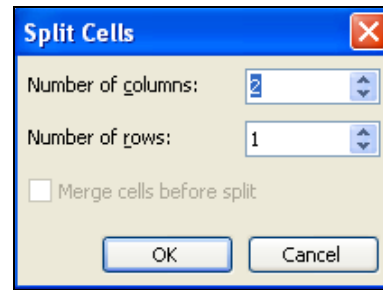 Split Cells
Number of columns: 2
Number of rows: 1
Merge cells before split
OK Cancel